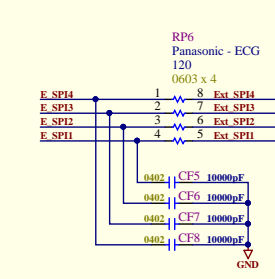 RP6
Panasonic - ECG
120
0603 x 4
E_SPI4 1 8 Ext_SPI4
E_SPI3 2 7 Ext_SPI3
E_SPI2 3 6 Ext_SPI2
E_SPI1 4 5 Ext_SPI1
0402 CF5 10000pF
0402 CF6 10000pF
0402 CF7 10000pF
0402 CF8 10000pF
GND